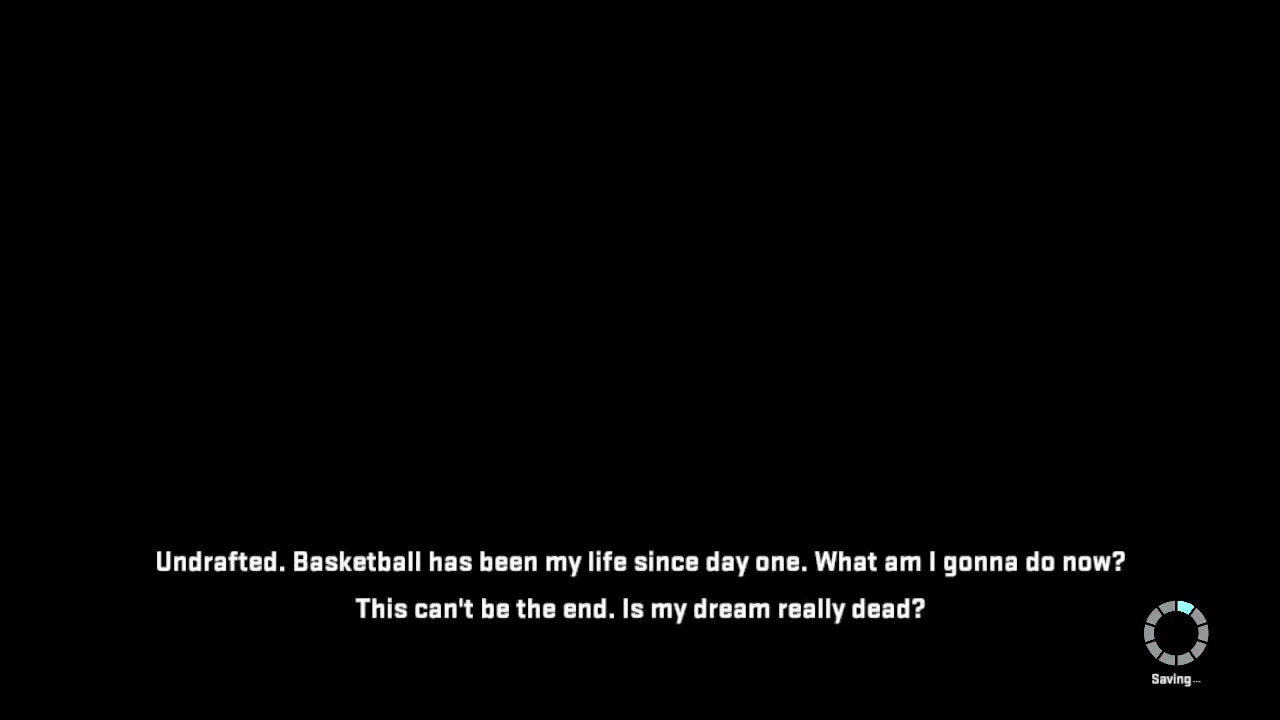 Undrafted. Basketball has been my life since day one. What am I gonna do now?
This can't be the end. Is my dream really dead?
Saving...